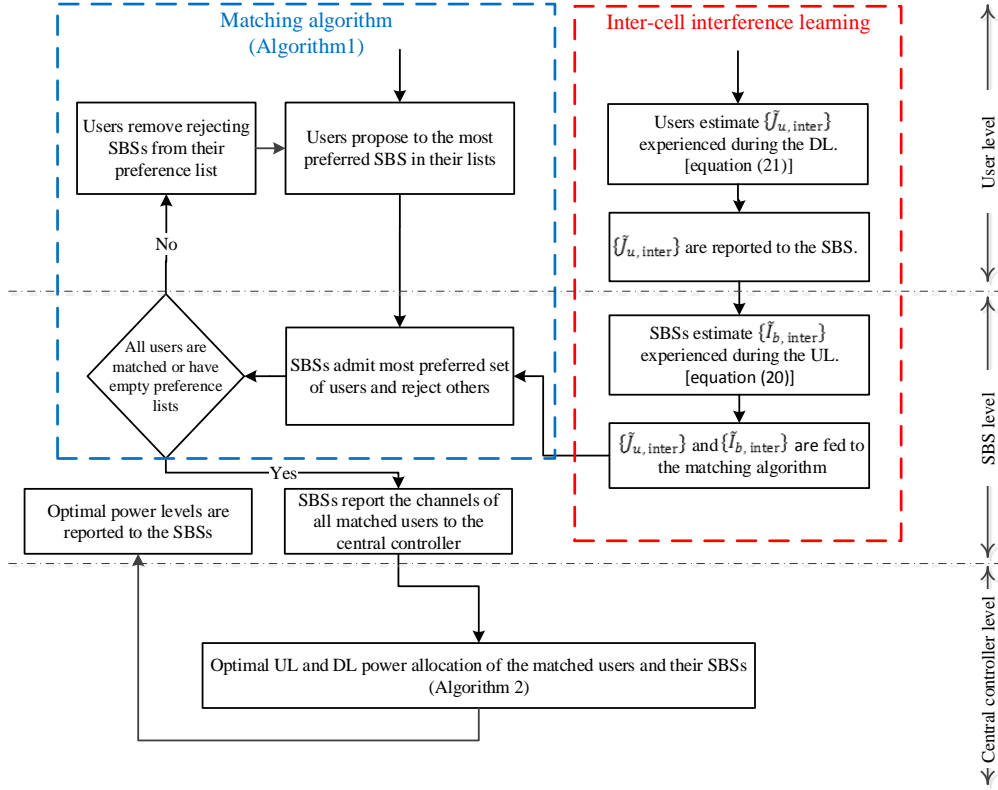 Matching algorithm
(Algorithm1)
Inter-cell interference learning
Users remove rejecting
SBSs from their
preference list
Users propose to the most
preferred SBS in their lists
Users estimate {J̃u, inter}
experienced during the DL.
[equation (21)]
{J̃u, inter} are reported to the SBS.
No
User level
All users are
matched or have
empty preference
lists
SBSs admit most preferred set
of users and reject others
SBSs estimate {Ĩb, inter}
experienced during the UL.
[equation (20)]
{J̃u, inter} and {Ĩb, inter} are fed to
the matching algorithm
Yes
Optimal power levels are
reported to the SBSs
SBSs report the channels of
all matched users to the
central controller
SBS level
Optimal UL and DL power allocation of the matched users and their SBSs
(Algorithm 2)
Central controller level